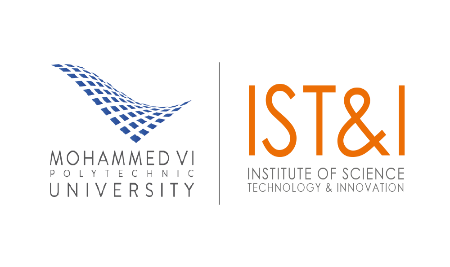 MOHAMMED VI
POLYTECHNIC
UNIVERSITY
IST&I
INSTITUTE OF SCIENCE
TECHNOLOGY & INNOVATION